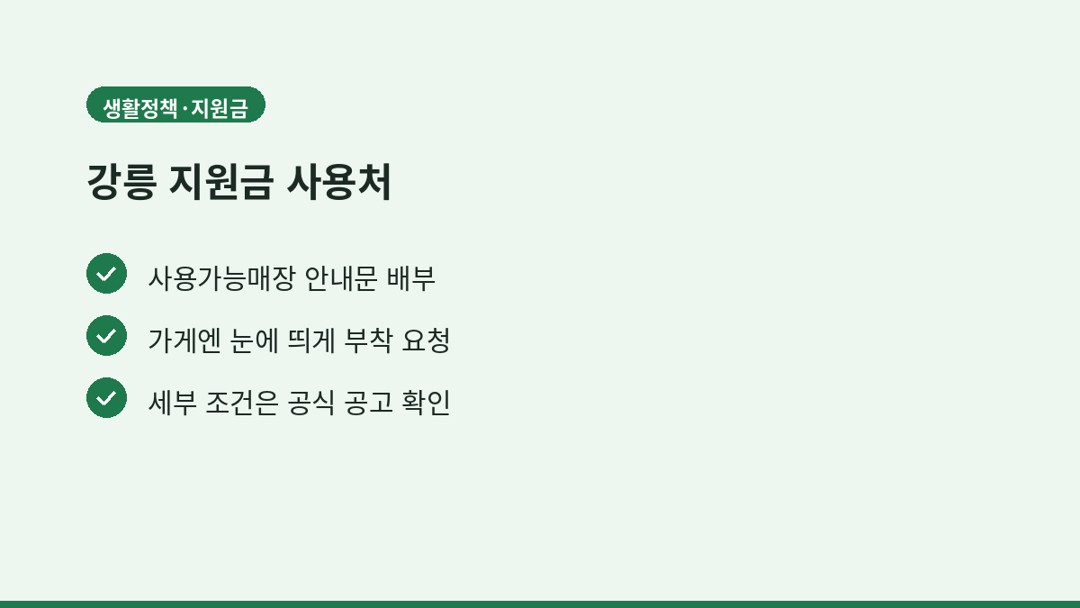 생활정책·지원금
강릉 지원금 사용처
사용가능매장 안내문 배부
가게엔 눈에 띄게 부착 요청
세부 조건은 공식 공고 확인